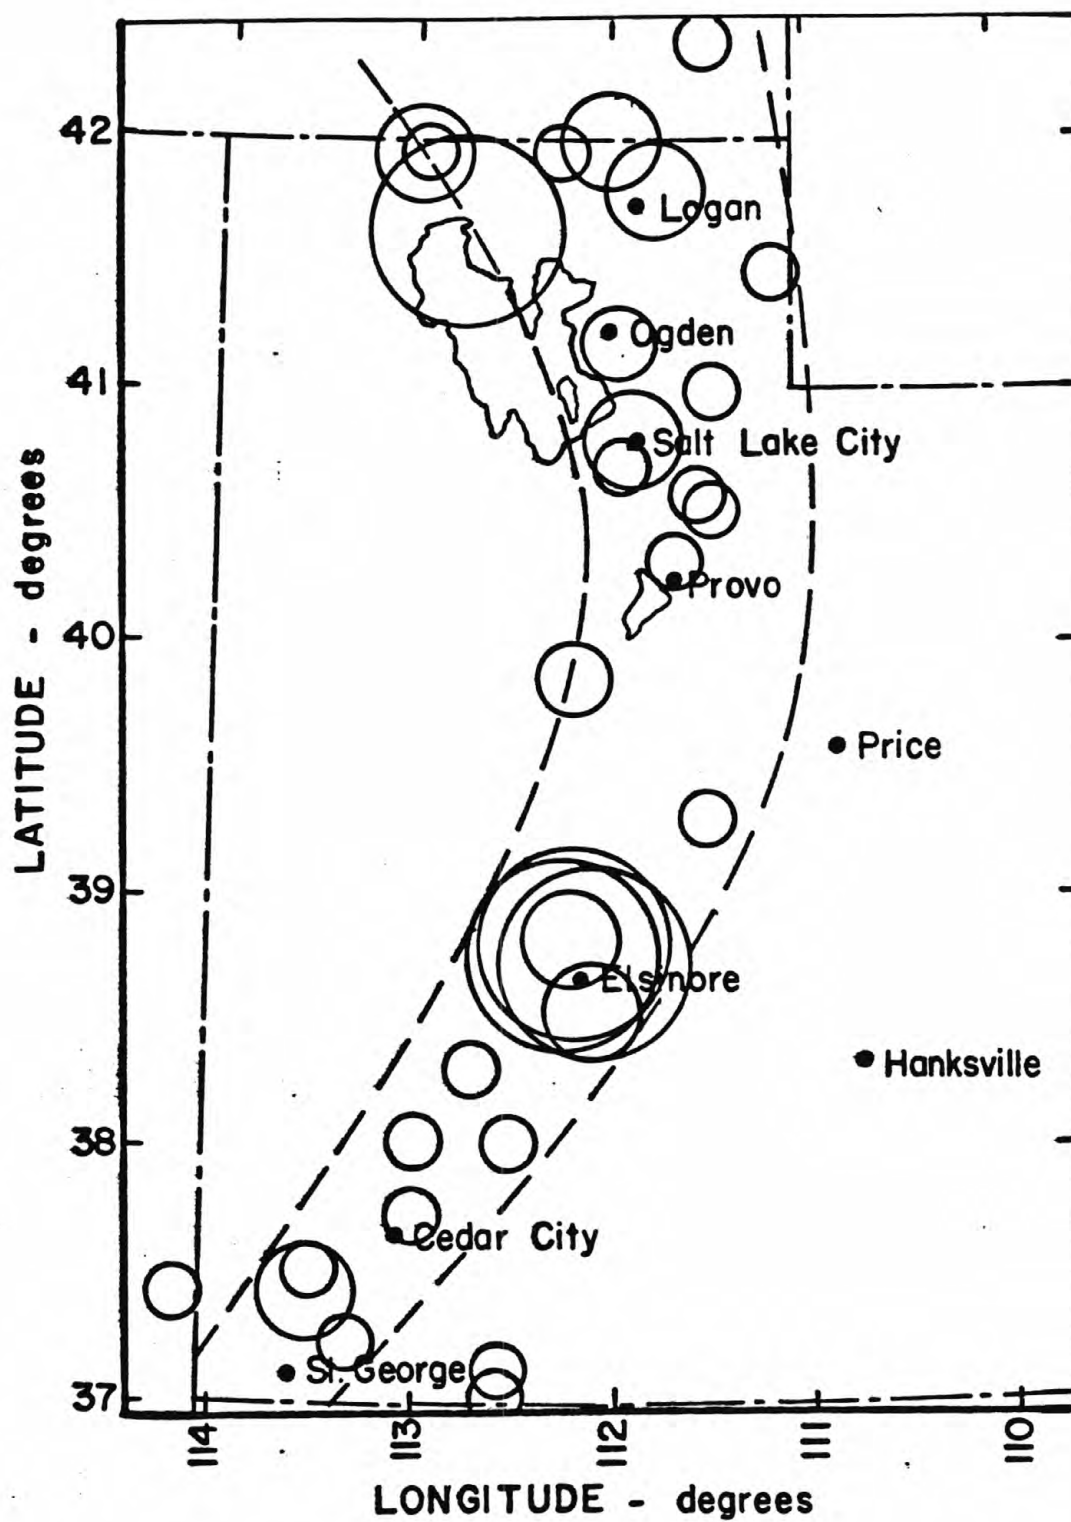 42
Logan
Ogden
41
Salt Lake City
Provo
40
Price
39
Elsinore
Hanksville
38
Cedar City
St. George
37
114
113
112
111
110
LATITUDE - degrees
LONGITUDE - degrees